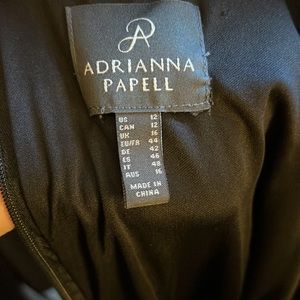 ADRIANNA
PAPELL
US 12
CAN 12
UK 16
EU/FR 44
DE 42
ES 46
IT 48
AUS 16
MADE IN
CHINA